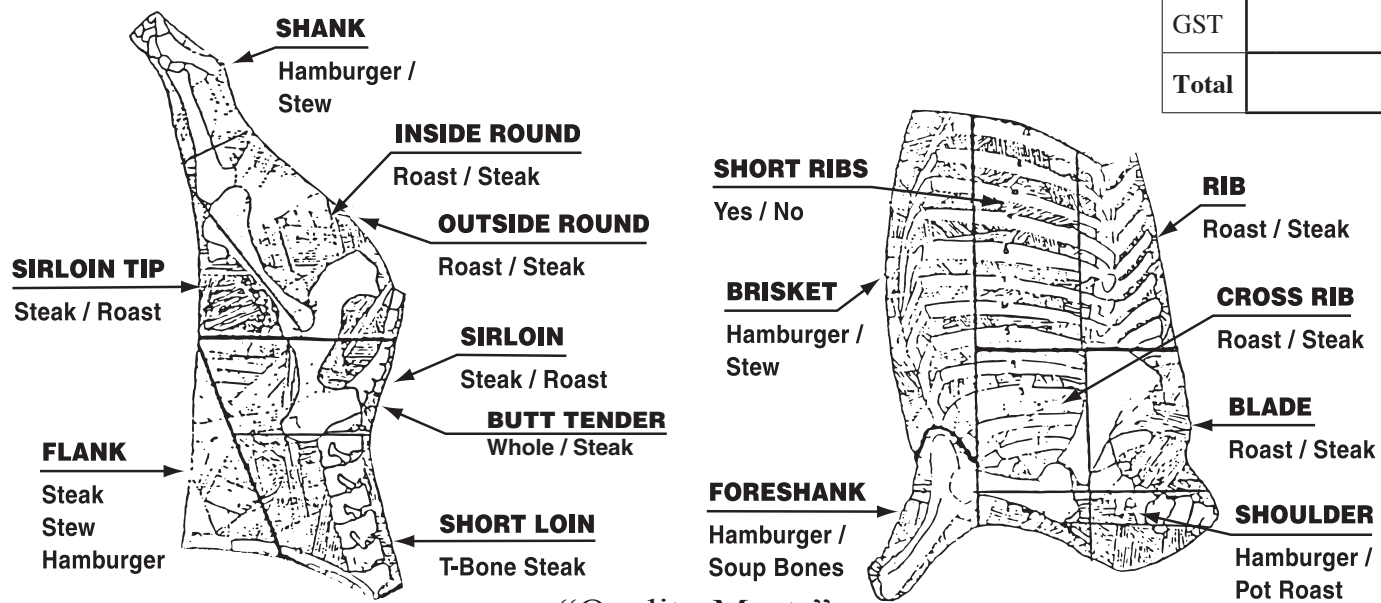 GST
Total
SHANK
Hamburger /
Stew
INSIDE ROUND
Roast / Steak
OUTSIDE ROUND
Roast / Steak
SIRLOIN TIP
Steak / Roast
SIRLOIN
Steak / Roast
BUTT TENDER
Whole / Steak
FLANK
Steak
Stew
Hamburger
SHORT LOIN
T-Bone Steak
SHORT RIBS
Yes / No
RIB
Roast / Steak
BRISKET
Hamburger /
Stew
CROSS RIB
Roast / Steak
BLADE
Roast / Steak
FORESHANK
Hamburger /
Soup Bones
SHOULDER
Hamburger /
Pot Roast